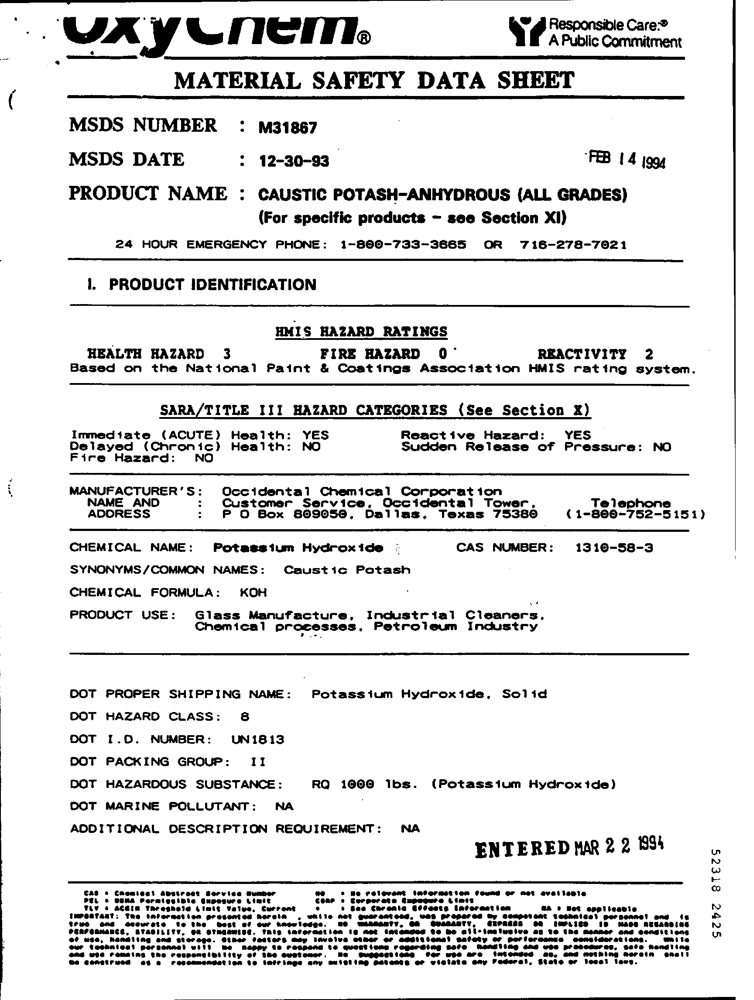 OxyChem®
Responsible Care:®
A Public Commitment
MATERIAL SAFETY DATA SHEET
MSDS NUMBER : M31867
MSDS DATE : 12-30-93
FEB 14 1994
PRODUCT NAME : CAUSTIC POTASH-ANHYDROUS (ALL GRADES)
(For specific products - see Section XI)
24 HOUR EMERGENCY PHONE: 1-800-733-3665 OR 716-278-7021
I. PRODUCT IDENTIFICATION
HMIS HAZARD RATINGS
HEALTH HAZARD 3 FIRE HAZARD 0 REACTIVITY 2
Based on the National Paint & Coatings Association HMIS rating system.
SARA/TITLE III HAZARD CATEGORIES (See Section X)
Immediate (ACUTE) Health: YES Reactive Hazard: YES
Delayed (Chronic) Health: NO Sudden Release of Pressure: NO
Fire Hazard: NO
MANUFACTURER'S: Occidental Chemical Corporation
NAME AND : Customer Service, Occidental Tower, Telephone
ADDRESS : P O Box 809050, Dallas, Texas 75380 (1-800-752-5151)
CHEMICAL NAME: Potassium Hydroxide CAS NUMBER: 1310-58-3
SYNONYMS/COMMON NAMES: Caustic Potash
CHEMICAL FORMULA: KOH
PRODUCT USE: Glass Manufacture, Industrial Cleaners,
Chemical processes, Petroleum Industry
DOT PROPER SHIPPING NAME: Potassium Hydroxide, Solid
DOT HAZARD CLASS: 8
DOT I.D. NUMBER: UN1813
DOT PACKING GROUP: II
DOT HAZARDOUS SUBSTANCE: RQ 1000 lbs. (Potassium Hydroxide)
DOT MARINE POLLUTANT: NA
ADDITIONAL DESCRIPTION REQUIREMENT: NA
ENTERED MAR 22 1994
52318 2425
CAS = Chemical Abstract Service Number ND = No relevant information found or not available
PEL = OSHA Permissible Exposure Limit CEHP = Corporate Exposure Limit
TLV = ACGIH Threshold Limit Value, Current * = See Chronic Effects Information NA = Not applicable
IMPORTANT: The information presented herein, while not guaranteed, was prepared by competent technical personnel and is
true and accurate to the best of our knowledge. NO WARRANTY, OR GUARANTY, EXPRESS OR IMPLIED IS MADE REGARDING
PERFORMANCE, STABILITY, OR OTHERWISE. This information is not intended to be all-inclusive as to the manner and conditions
of use, handling and storage. Other factors may involve other or additional safety or performance considerations. While
our technical personnel will be happy to respond to questions regarding safe handling and use procedures, safe handling
and use remains the responsibility of the customer. No suggestions for use are intended as, and nothing herein shall
be construed as a recommendation to infringe any existing patents or violate any Federal, State or local laws.